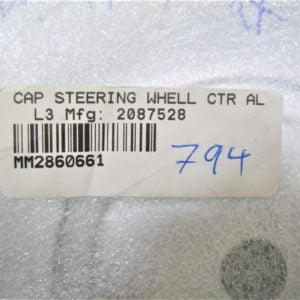 CAP STEERING WHELL CTR AL
L3 Mfg: 2087528
MM2860661
794